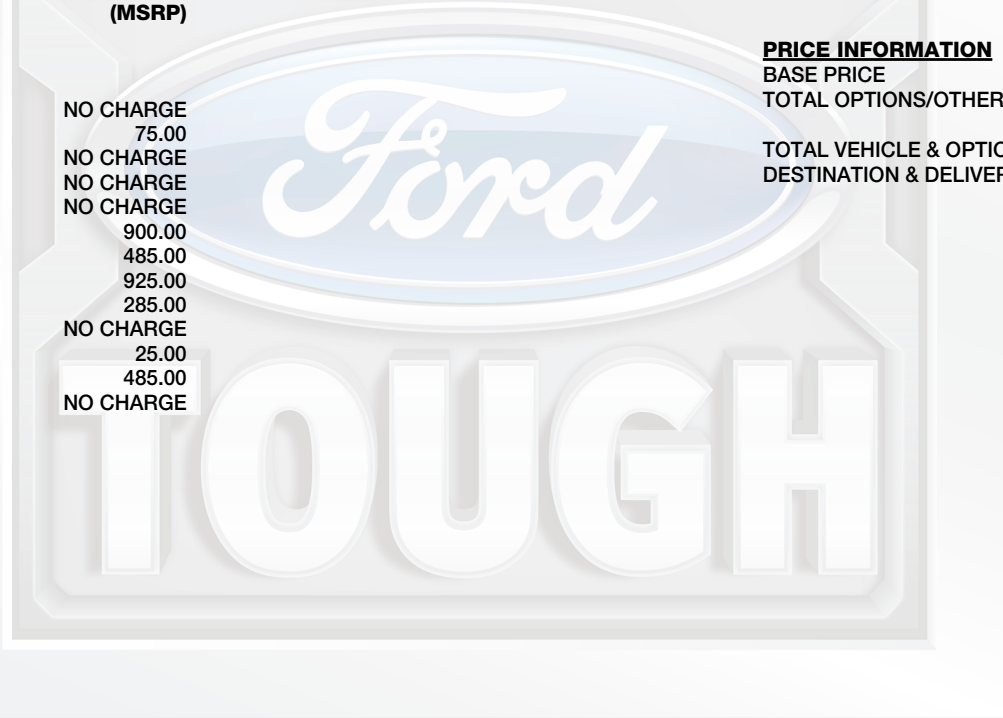 (MSRP)
NO CHARGE
75.00
NO CHARGE
NO CHARGE
NO CHARGE
900.00
485.00
925.00
285.00
NO CHARGE
25.00
485.00
NO CHARGE
PRICE INFORMATION
BASE PRICE
TOTAL OPTIONS/OTHER
TOTAL VEHICLE & OPTIO
DESTINATION & DELIVER
Ford
TOUGH